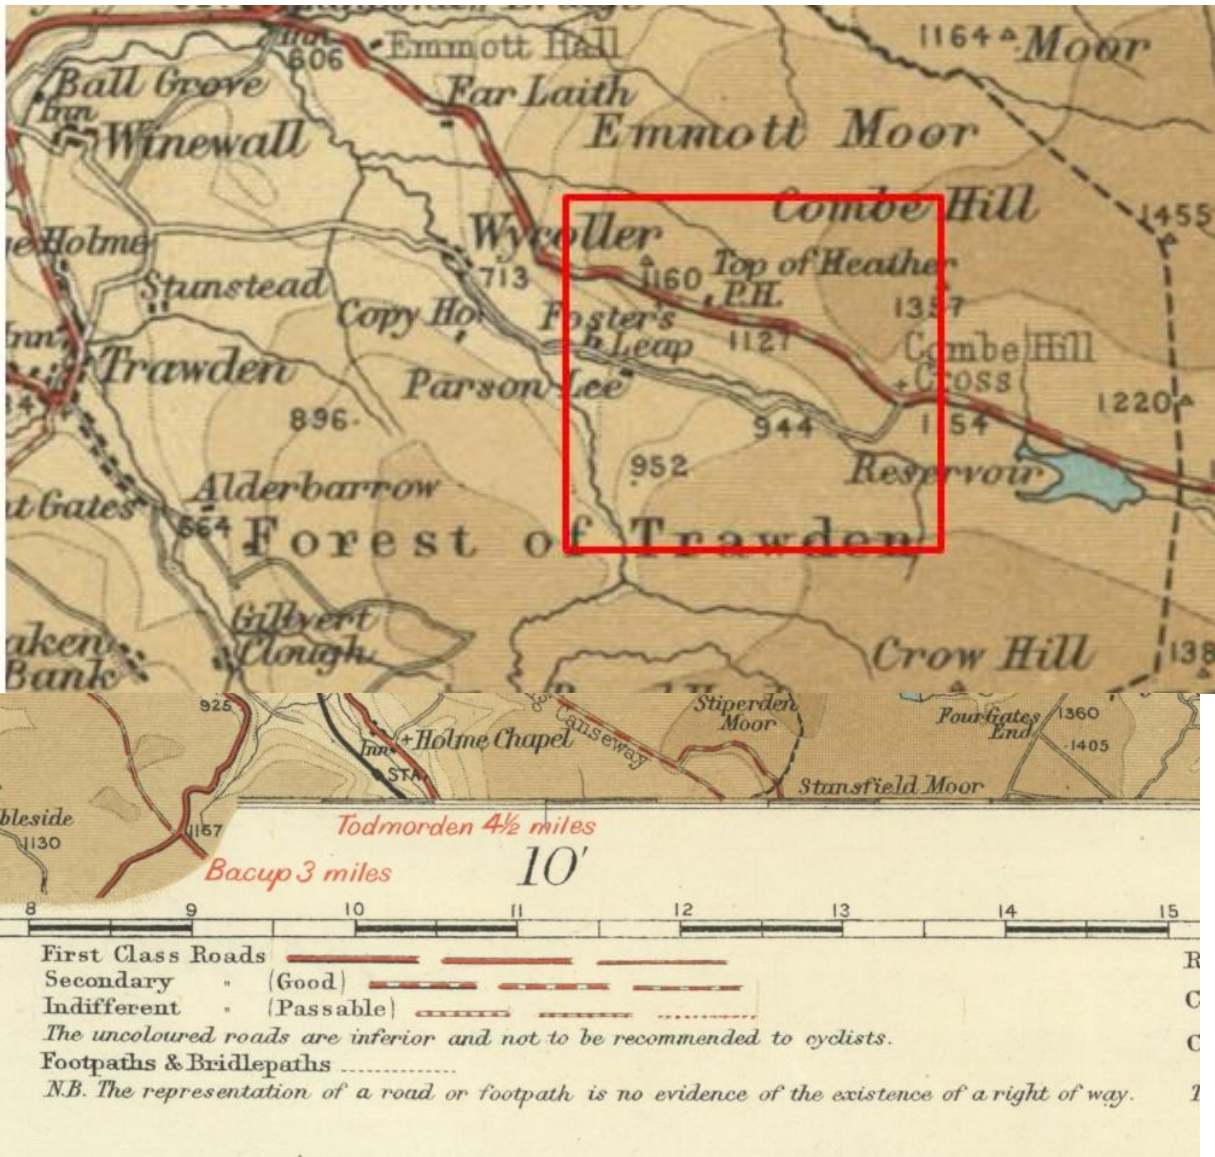 Inn
606
Emmott Hall
1164 Moor
Ball Grove
Inn
Far Laith
Winewall
Emmott Moor
Combe Hill
Wycoller
1455
Holme
713
1160
Top of Heather
Stunstead
P.H.
1357
Copy Ho.
Foster's
Leap
1127
Combe Hill
Cross
Inn
Trawden
Parson Lee
1220
896
944
1154
952
Reservoir
Alderbarrow
t Gates
664
Forest of Trawden
Gillvert
Clough
aken
Bank
Crow Hill
138
925
Causeway
Stiperden
Moor
Four Gates
End
1360
1405
Inn
Holme Chapel
STA.
Stansfield Moor
bleside
1130
1157
Todmorden 4½ miles
Bacup 3 miles
10'
8 9 10 11 12 13 14 15
First Class Roads
Secondary " (Good)
Indifferent " (Passable)
The uncoloured roads are inferior and not to be recommended to cyclists.
Footpaths & Bridlepaths
N.B. The representation of a road or footpath is no evidence of the existence of a right of way.
R
C
C